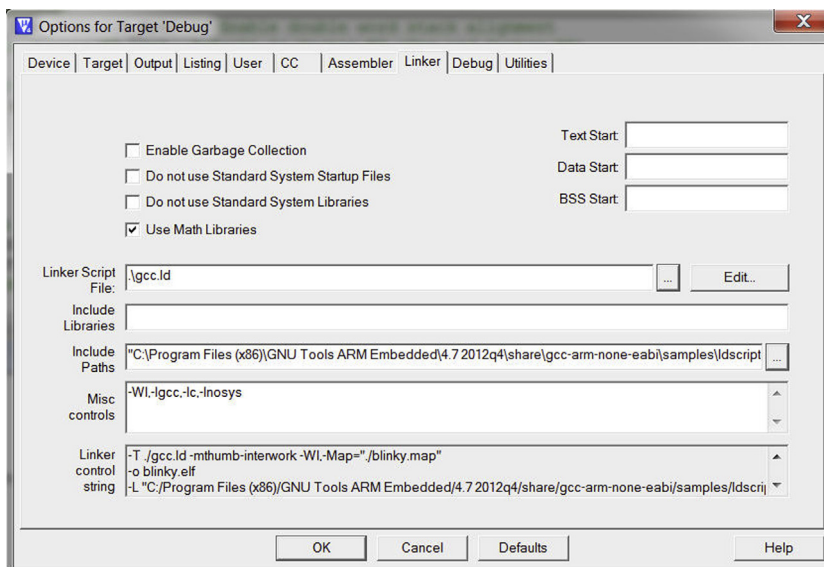 Options for Target 'Debug'
Device Target Output Listing User CC Assembler Linker Debug Utilities
Enable Garbage Collection
Do not use Standard System Startup Files
Do not use Standard System Libraries
Use Math Libraries
Text Start:
Data Start:
BSS Start:
Linker Script File: .\gcc.ld ... Edit...
Include Libraries
Include Paths "C:\Program Files (x86)\GNU Tools ARM Embedded\4.7 2012q4\share\gcc-arm-none-eabi\samples\ldscript ...
Misc controls -Wl,-lgcc,-lc,-lnosys
Linker control string
-T ./gcc.ld -mthumb-interwork -Wl,-Map="./blinky.map"
-o blinky.elf
-L "C:/Program Files (x86)/GNU Tools ARM Embedded/4.7 2012q4/share/gcc-arm-none-eabi/samples/ldscrip
OK Cancel Defaults Help